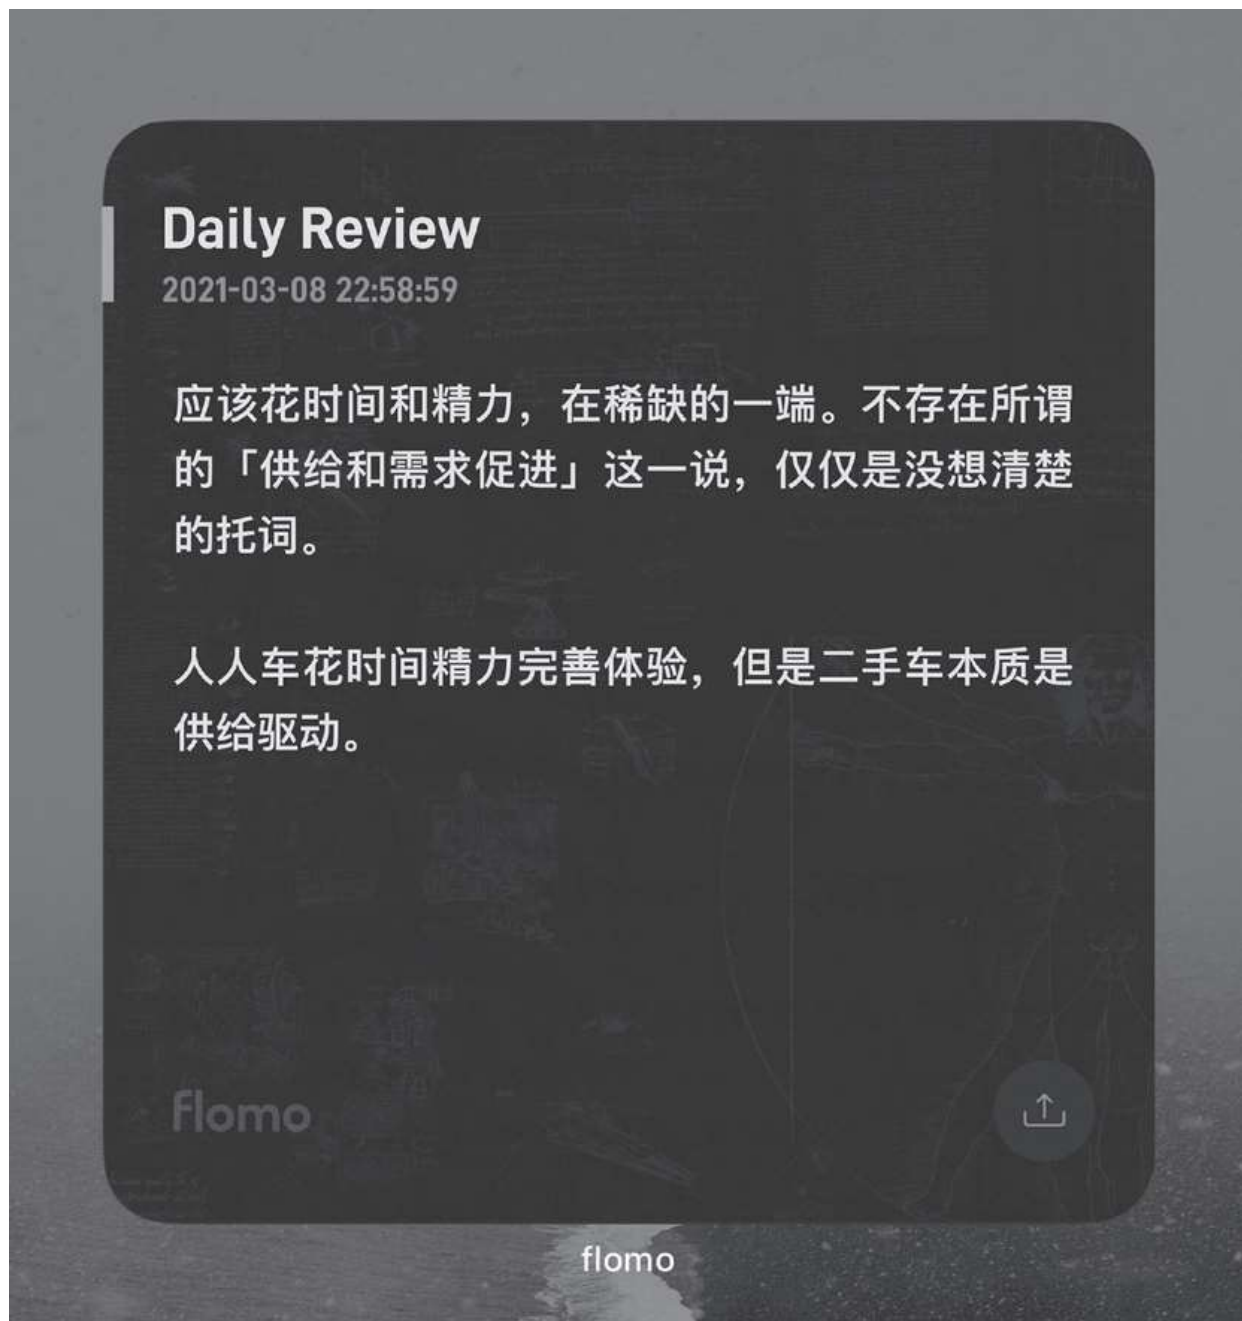 Daily Review
2021-03-08 22:58:59
应该花时间和精力，在稀缺的一端。不存在所谓
的「供给和需求促进」这一说，仅仅是没想清楚
的托词。
人人车花时间精力完善体验，但是二手车本质是
供给驱动。
flomo
flomo